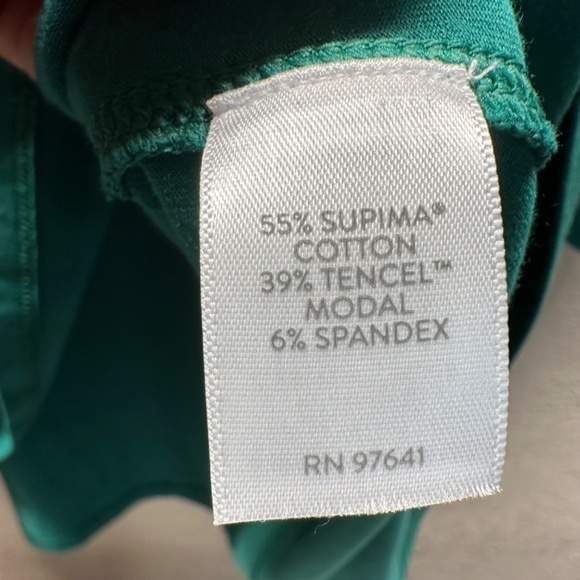 55% SUPIMA®
COTTON
39% TENCEL™
MODAL
6% SPANDEX
RN 97641